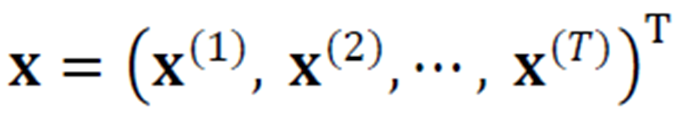 𝐱 = (𝐱⁽¹⁾, 𝐱⁽²⁾, ⋯ , 𝐱⁽ᵀ⁾)ᵀ